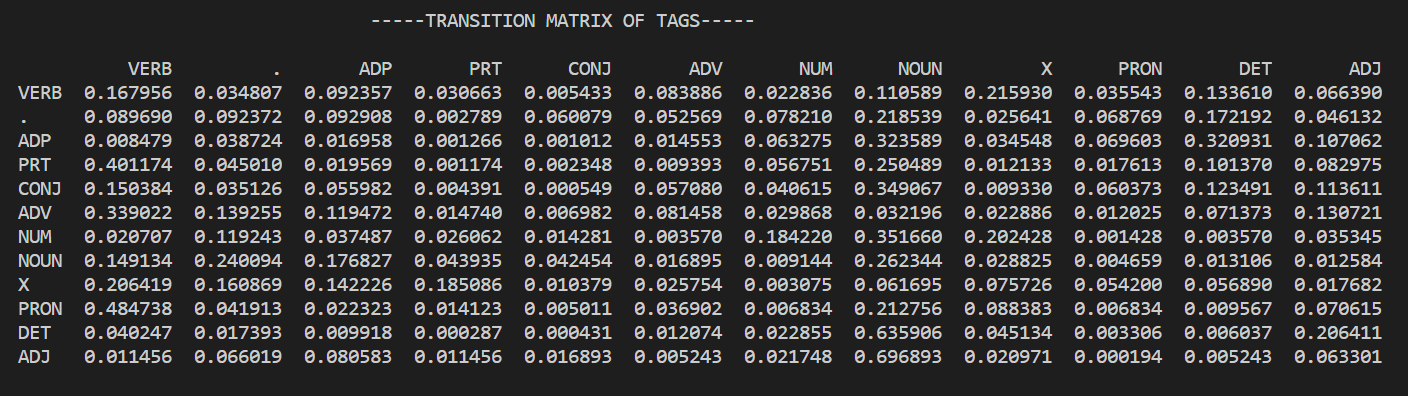 -----TRANSITION MATRIX OF TAGS-----
VERB . ADP PRT CONJ ADV NUM NOUN X PRON DET ADJ
VERB 0.167956 0.034807 0.092357 0.030663 0.005433 0.083886 0.022836 0.110589 0.215930 0.035543 0.133610 0.066390
. 0.089690 0.092372 0.092908 0.002789 0.060079 0.052569 0.078210 0.218539 0.025641 0.068769 0.172192 0.046132
ADP 0.008479 0.038724 0.016958 0.001266 0.001012 0.014553 0.063275 0.323589 0.034548 0.069603 0.320931 0.107062
PRT 0.401174 0.045010 0.019569 0.001174 0.002348 0.009393 0.056751 0.250489 0.012133 0.017613 0.101370 0.082975
CONJ 0.150384 0.035126 0.055982 0.004391 0.000549 0.057080 0.040615 0.349067 0.009330 0.060373 0.123491 0.113611
ADV 0.339022 0.139255 0.119472 0.014740 0.006982 0.081458 0.029868 0.032196 0.022886 0.012025 0.071373 0.130721
NUM 0.020707 0.119243 0.037487 0.026062 0.014281 0.003570 0.184220 0.351660 0.202428 0.001428 0.003570 0.035345
NOUN 0.149134 0.240094 0.176827 0.043935 0.042454 0.016895 0.009144 0.262344 0.028825 0.004659 0.013106 0.012584
X 0.206419 0.160869 0.142226 0.185086 0.010379 0.025754 0.003075 0.061695 0.075726 0.054200 0.056890 0.017682
PRON 0.484738 0.041913 0.022323 0.014123 0.005011 0.036902 0.006834 0.212756 0.088383 0.006834 0.009567 0.070615
DET 0.040247 0.017393 0.009918 0.000287 0.000431 0.012074 0.022855 0.635906 0.045134 0.003306 0.006037 0.206411
ADJ 0.011456 0.066019 0.080583 0.011456 0.016893 0.005243 0.021748 0.696893 0.020971 0.000194 0.005243 0.063301